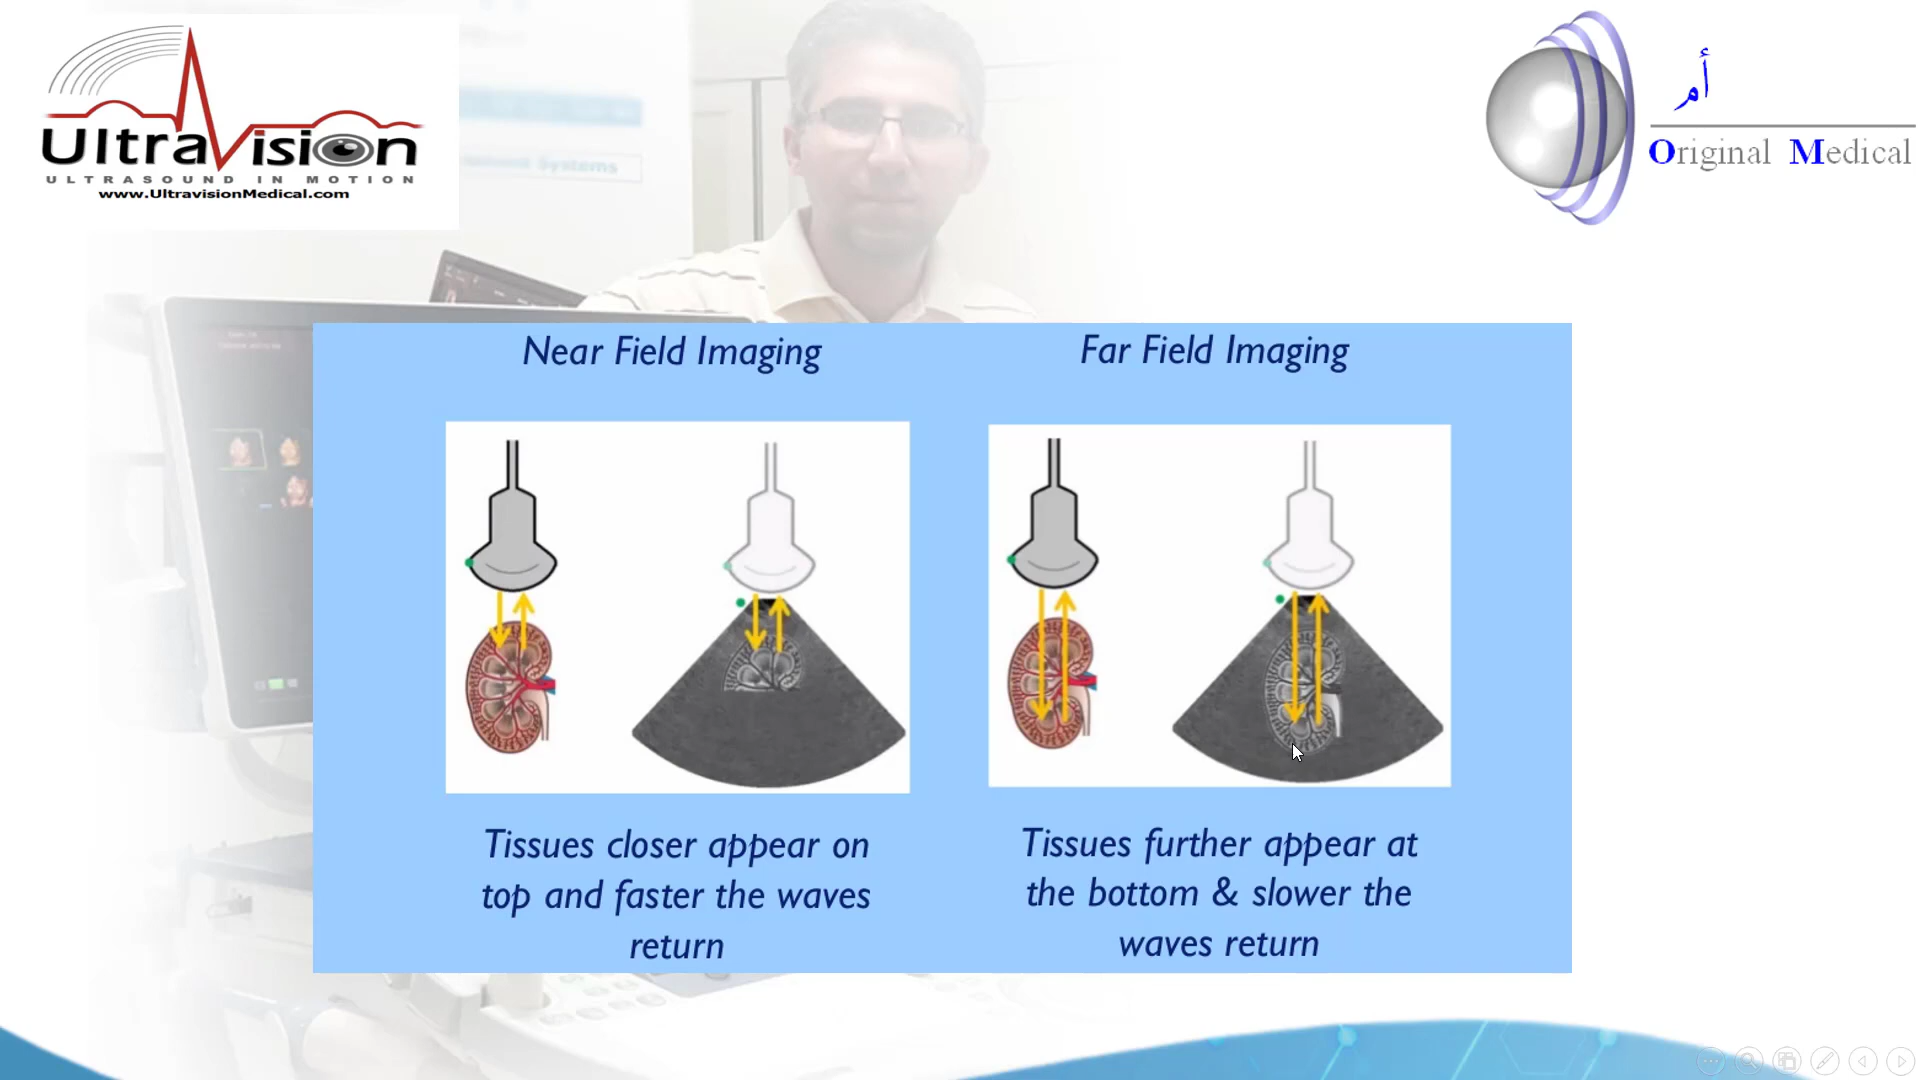 UltraVision
ULTRASOUND IN MOTION
www.UltravisionMedical.com
أم
Original Medical
Near Field Imaging
Far Field Imaging
Tissues closer appear on
top and faster the waves
return
Tissues further appear at
the bottom & slower the
waves return